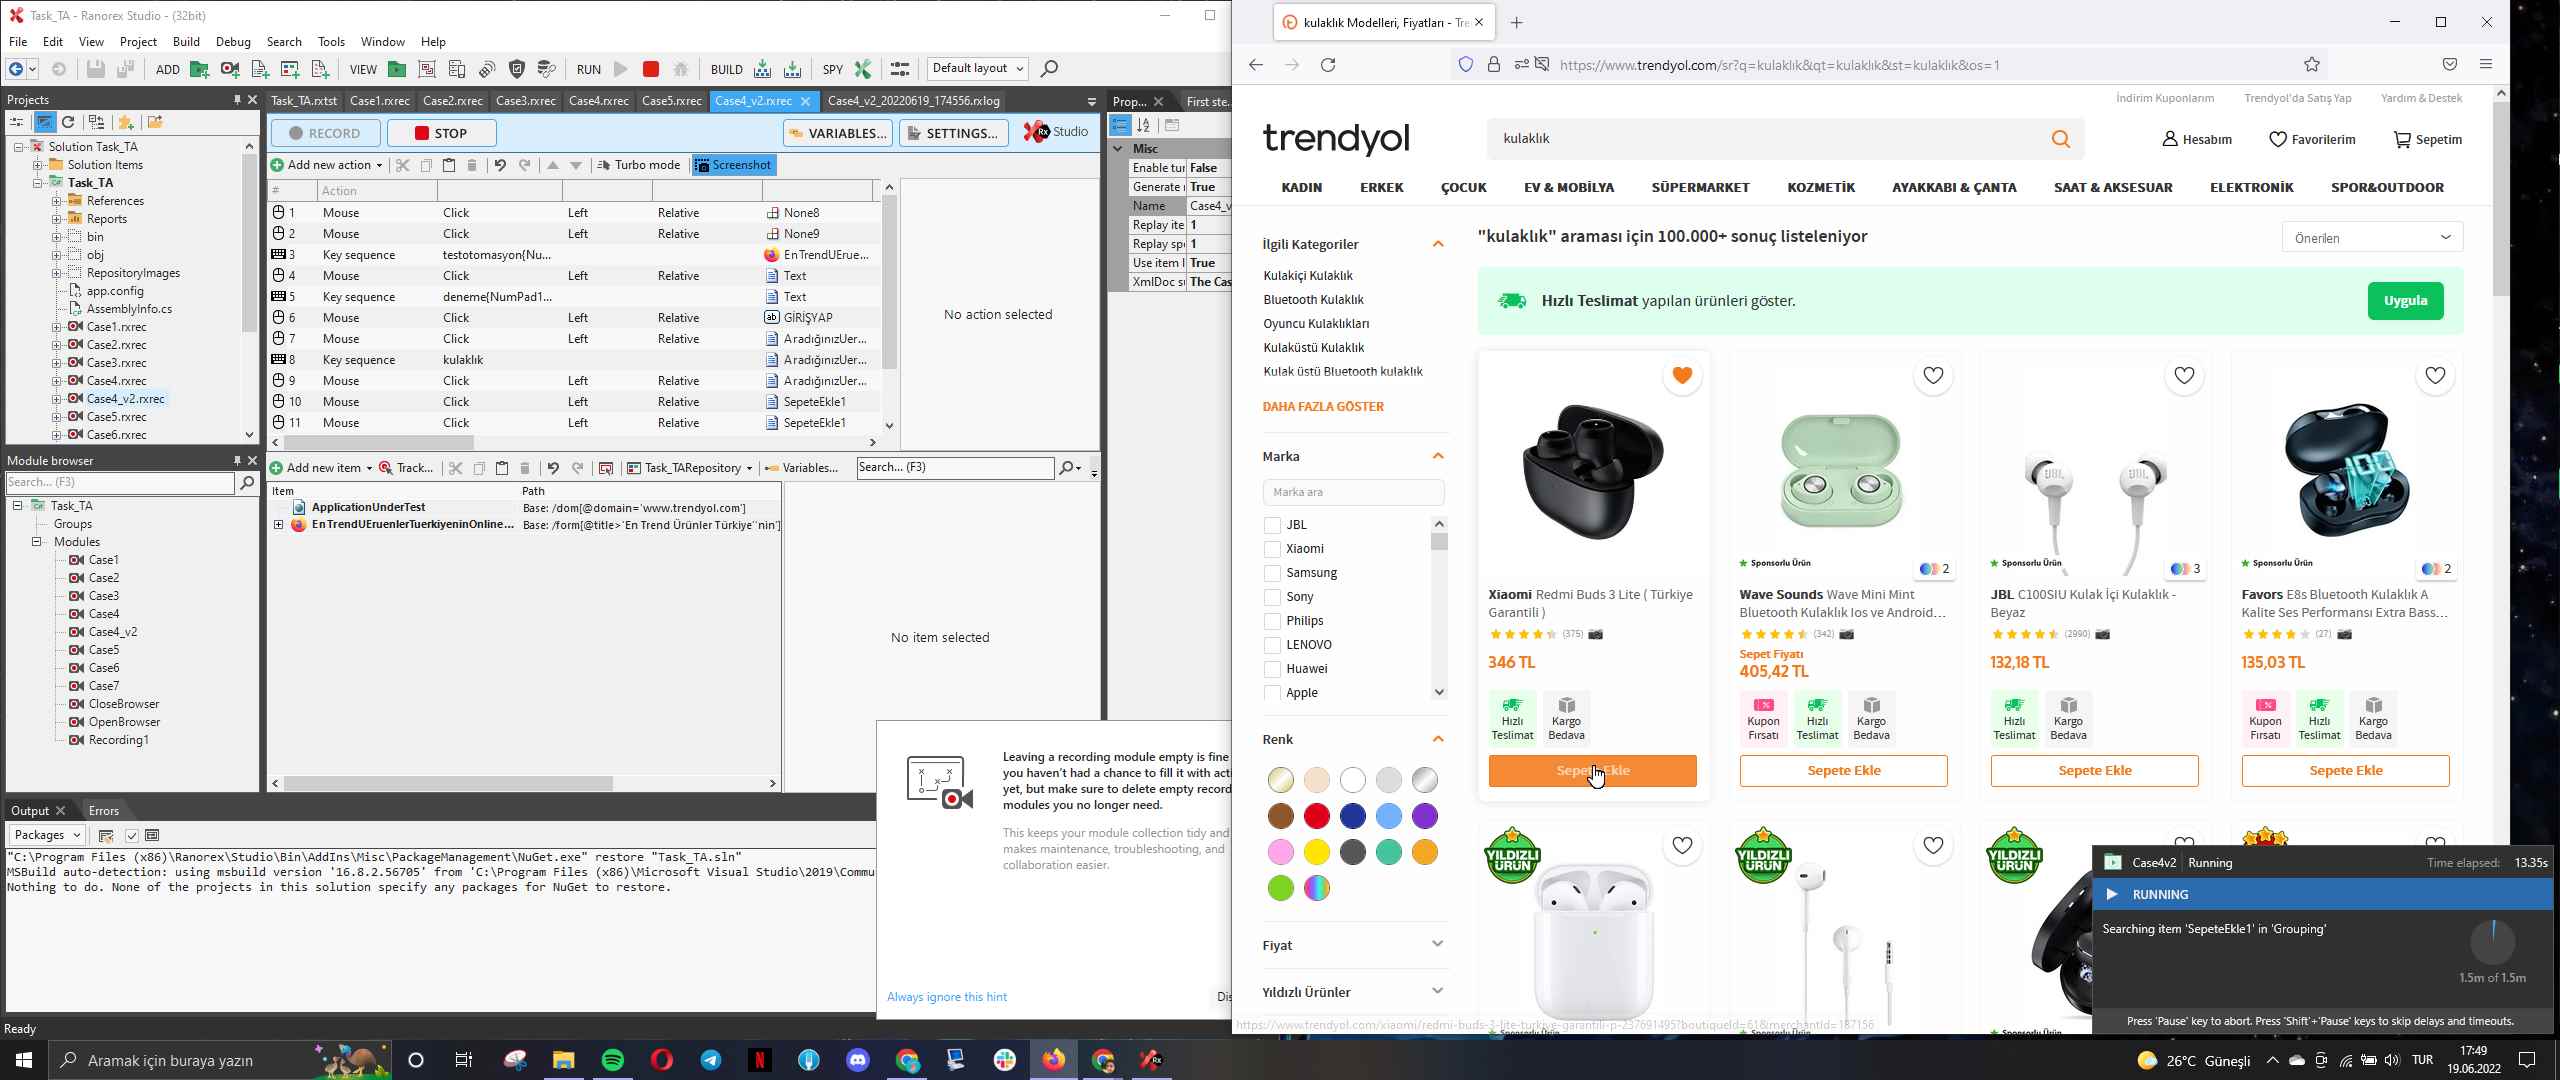 Task_TA - Ranorex Studio - (32bit)
File Edit View Project Build Debug Search Tools Window Help
ADD VIEW RUN BUILD SPY Default layout
Projects
Solution Task_TA
Solution Items
Task_TA
References
Reports
bin
obj
RepositoryImages
app.config
AssemblyInfo.cs
Case1.rxrec
Case2.rxrec
Case3.rxrec
Case4.rxrec
Case4_v2.rxrec
Case5.rxrec
Case6.rxrec
Module browser
Search... (F3)
Task_TA
Groups
Modules
Case1
Case2
Case3
Case4
Case4_v2
Case5
Case6
Case7
CloseBrowser
OpenBrowser
Recording1
Task_TA.rxtst Case1.rxrec Case2.rxrec Case3.rxrec Case4.rxrec Case5.rxrec Case4_v2.rxrec Case4_v2_20220619_174556.rxlog
RECORD STOP VARIABLES... SETTINGS... Rx Studio
Add new action Turbo mode Screenshot
# Action
1 Mouse Click Left Relative None8
2 Mouse Click Left Relative None9
3 Key sequence testotomasyon{Nu... EnTrendUErue...
4 Mouse Click Left Relative Text
5 Key sequence deneme{NumPad1... Text
6 Mouse Click Left Relative GİRİŞYAP
7 Mouse Click Left Relative AradığınızUer...
8 Key sequence kulaklık AradığınızUer...
9 Mouse Click Left Relative AradığınızUer...
10 Mouse Click Left Relative SepeteEkle1
11 Mouse Click Left Relative SepeteEkle1
No action selected
Add new item Track... Task_TARepository Variables... Search... (F3)
Item Path
ApplicationUnderTest Base: /dom[@domain='www.trendyol.com']
EnTrendUEruenlerTuerkiyeninOnline... Base: /form[@title>'En Trend Ürünler Türkiye''nin']
No item selected
Prop... First ste...
Misc
Enable tur False
Generate r True
Name Case4_v
Replay ite 1
Replay spe 1
Use item l True
XmlDoc su The Cas
Leaving a recording module empty is fine
you haven't had a chance to fill it with acti
yet, but make sure to delete empty record
modules you no longer need.
This keeps your module collection tidy and
makes maintenance, troubleshooting, and
collaboration easier.
Always ignore this hint Dis
Output Errors
Packages
"C:\Program Files (x86)\Ranorex\Studio\Bin\AddIns\Misc\PackageManagement\NuGet.exe" restore "Task_TA.sln"
MSBuild auto-detection: using msbuild version '16.8.2.56705' from 'C:\Program Files (x86)\Microsoft Visual Studio\2019\Commu
Nothing to do. None of the projects in this solution specify any packages for NuGet to restore.
Ready
kulaklık Modelleri, Fiyatları - Tre
https://www.trendyol.com/sr?q=kulaklık&qt=kulaklık&st=kulaklık&os=1
İndirim Kuponlarım Trendyol'da Satış Yap Yardım & Destek
trendyol kulaklık Hesabım Favorilerim Sepetim
KADIN ERKEK ÇOCUK EV & MOBİLYA SÜPERMARKET KOZMETİK AYAKKABI & ÇANTA SAAT & AKSESUAR ELEKTRONİK SPOR&OUTDOOR
İlgili Kategoriler
Kulakiçi Kulaklık
Bluetooth Kulaklık
Oyuncu Kulaklıkları
Kulaküstü Kulaklık
Kulak üstü Bluetooth kulaklık
DAHA FAZLA GÖSTER
Marka
Marka ara
JBL
Xiaomi
Samsung
Sony
Philips
LENOVO
Huawei
Apple
Renk
Fiyat
Yıldızlı Ürünler
"kulaklık" araması için 100.000+ sonuç listeleniyor
Önerilen
Hızlı Teslimat yapılan ürünleri göster.
Uygula
Xiaomi Redmi Buds 3 Lite ( Türkiye
Garantili )
(375)
346 TL
Hızlı Teslimat
Kargo Bedava
Sepete Ekle
Sponsorlu Ürün 2
Wave Sounds Wave Mini Mint
Bluetooth Kulaklık Ios ve Android...
(342)
Sepet Fiyatı
405,42 TL
Kupon Fırsatı
Hızlı Teslimat
Kargo Bedava
Sepete Ekle
JBL
Sponsorlu Ürün 3
JBL C100SIU Kulak İçi Kulaklık -
Beyaz
(2990)
132,18 TL
Hızlı Teslimat
Kargo Bedava
Sepete Ekle
100
Sponsorlu Ürün 2
Favors E8s Bluetooth Kulaklık A
Kalite Ses Performansı Extra Bass...
(27)
135,03 TL
Kupon Fırsatı
Hızlı Teslimat
Kargo Bedava
Sepete Ekle
YILDIZLI ÜRÜN
YILDIZLI ÜRÜN
YILDIZLI ÜRÜN
https://www.trendyol.com/xiaomi/redmi-buds-3-lite-turkiye-garantili-p-237691495?boutiqueId=61&merchantId=187156
Case4v2 Running Time elapsed: 13.35s
RUNNING
Searching item 'SepeteEkle1' in 'Grouping'
1.5m of 1.5m
Press 'Pause' key to abort. Press 'Shift'+'Pause' keys to skip delays and timeouts.
Aramak için buraya yazın
26°C Güneşli TUR
17:49
19.06.2022